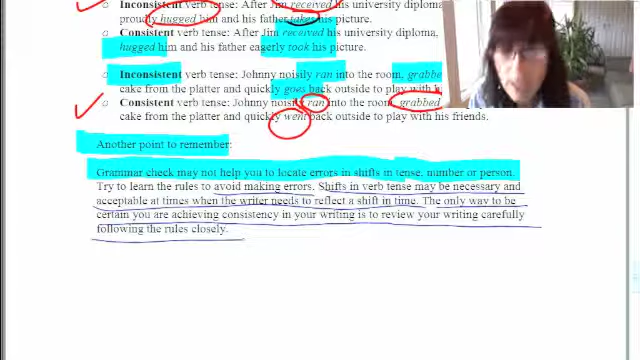 o Inconsistent verb tense: After Jim received his university diploma,
proudly hugged him and his father takes his picture.
o Consistent verb tense: After Jim received his university diploma,
hugged him and his father eagerly took his picture.
o Inconsistent verb tense: Johnny noisily ran into the room,
cake from the platter and quickly goes back outside to play with
o Consistent verb tense: Johnny noisily ran into the room, grabbed
cake from the platter and quickly went back outside to play with his friends.
Another point to remember:
Grammar check may not help you to locate errors in shifts in tense, number or person.
Try to learn the rules to avoid making errors. Shifts in verb tense may be necessary and
acceptable at times when the writer needs to reflect a shift in time. The only way to be
certain you are achieving consistency in your writing is to review your writing carefully
following the rules closely.